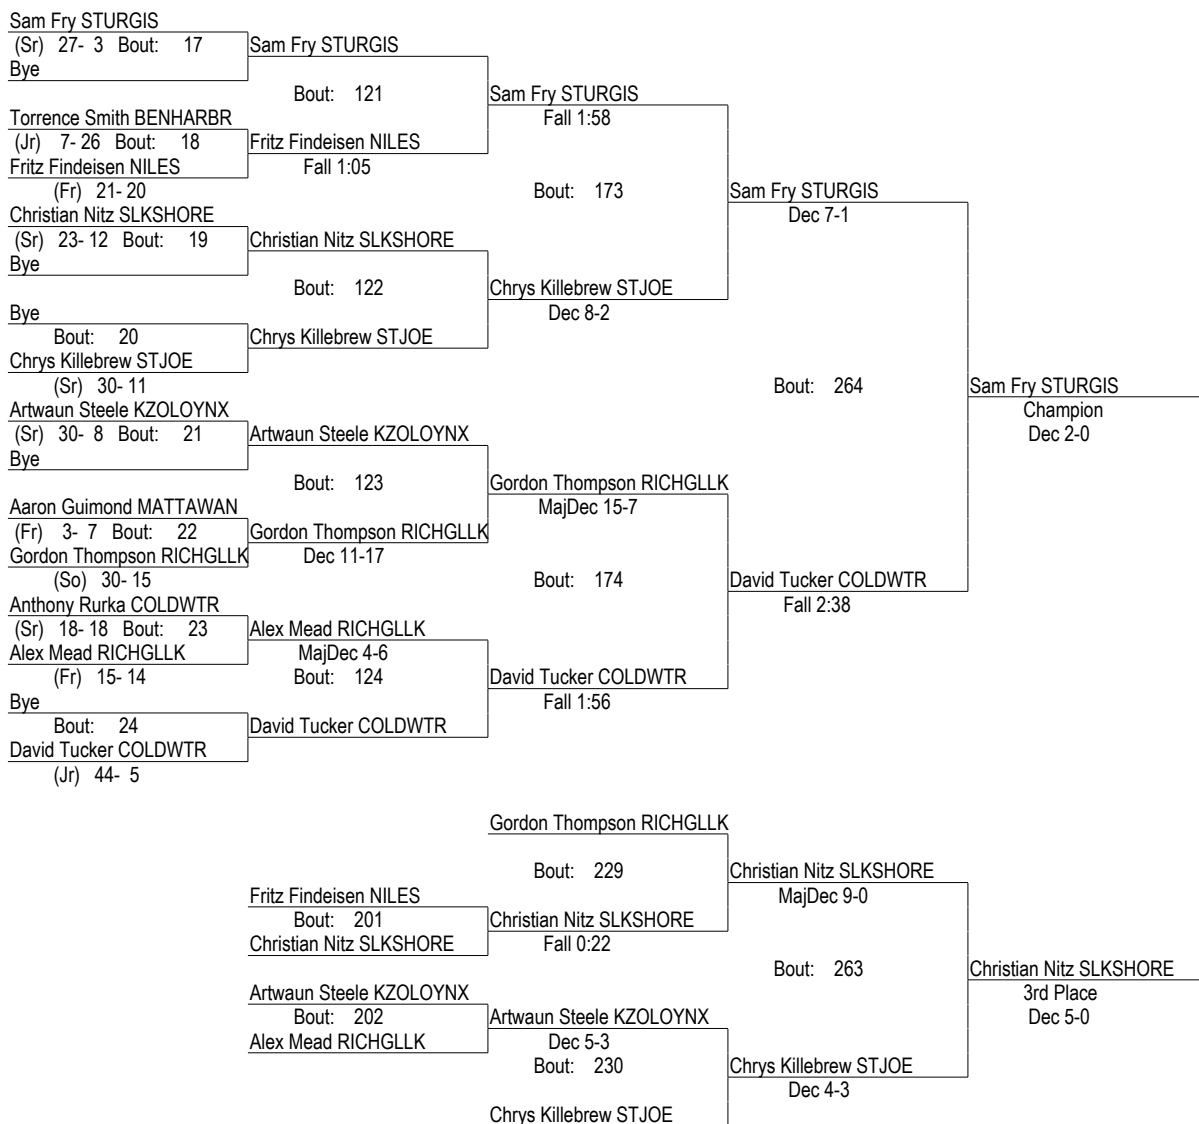 Sam Fry STURGIS
(Sr) 27- 3 Bout: 17
Sam Fry STURGIS
Bye
Bout: 121
Sam Fry STURGIS
Torrence Smith BENHARBR
Fall 1:58
(Jr) 7- 26 Bout: 18
Fritz Findeisen NILES
Fritz Findeisen NILES
Fall 1:05
(Fr) 21- 20
Bout: 173
Sam Fry STURGIS
Christian Nitz SLKSHORE
Dec 7-1
(Sr) 23- 12 Bout: 19
Christian Nitz SLKSHORE
Bye
Bout: 122
Chrys Killebrew STJOE
Bye
Dec 8-2
Bout: 20
Chrys Killebrew STJOE
Chrys Killebrew STJOE
(Sr) 30- 11
Bout: 264
Sam Fry STURGIS
Artwaun Steele KZOLOYNX
Champion
(Sr) 30- 8 Bout: 21
Artwaun Steele KZOLOYNX
Dec 2-0
Bye
Bout: 123
Gordon Thompson RICHGLLK
Aaron Guimond MATTAWAN
MajDec 15-7
(Fr) 3- 7 Bout: 22
Gordon Thompson RICHGLLK
Gordon Thompson RICHGLLK
Dec 11-17
(So) 30- 15
Bout: 174
David Tucker COLDWTR
Anthony Rurka COLDWTR
Fall 2:38
(Sr) 18- 18 Bout: 23
Alex Mead RICHGLLK
Alex Mead RICHGLLK
MajDec 4-6
(Fr) 15- 14
Bout: 124
David Tucker COLDWTR
Bye
Fall 1:56
Bout: 24
David Tucker COLDWTR
David Tucker COLDWTR
(Jr) 44- 5
Gordon Thompson RICHGLLK
Bout: 229
Christian Nitz SLKSHORE
Fritz Findeisen NILES
MajDec 9-0
Bout: 201
Christian Nitz SLKSHORE
Christian Nitz SLKSHORE
Fall 0:22
Bout: 263
Christian Nitz SLKSHORE
Artwaun Steele KZOLOYNX
3rd Place
Bout: 202
Artwaun Steele KZOLOYNX
Dec 5-0
Alex Mead RICHGLLK
Dec 5-3
Bout: 230
Chrys Killebrew STJOE
Dec 4-3
Chrys Killebrew STJOE